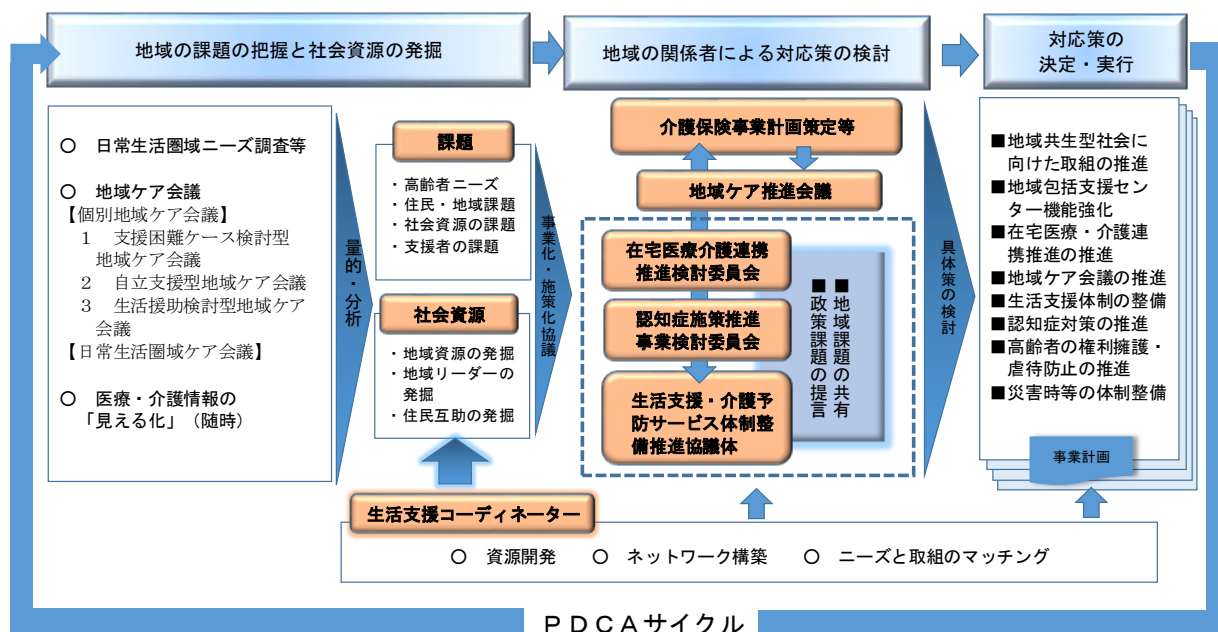 地域の課題の把握と社会資源の発掘
地域の関係者による対応策の検討
対応策の
決定・実行
○ 日常生活圏域ニーズ調査等
○ 地域ケア会議
【個別地域ケア会議】
1 支援困難ケース検討型
地域ケア会議
2 自立支援型地域ケア会議
3 生活援助検討型地域ケア
会議
【日常生活圏域ケア会議】
○ 医療・介護情報の
「見える化」（随時）
量的・分析
課題
・高齢者ニーズ
・住民・地域課題
・社会資源の課題
・支援者の課題
社会資源
・地域資源の発掘
・地域リーダーの
発掘
・住民互助の発掘
事業化・施策化協議
介護保険事業計画策定等
地域ケア推進会議
在宅医療介護連携
推進検討委員会
認知症施策推進
事業検討委員会
生活支援・介護予
防サービス体制整
備推進協議体
■地域課題の共有
■政策課題の提言
具体策の検討
■地域共生型社会に
向けた取組の推進
■地域包括支援セン
ター機能強化
■在宅医療・介護連
携推進の推進
■地域ケア会議の推進
■生活支援体制の整備
■認知症対策の推進
■高齢者の権利擁護・
虐待防止の推進
■災害時等の体制整備
事業計画
生活支援コーディネーター
○ 資源開発 ○ ネットワーク構築 ○ ニーズと取組のマッチング
ＰＤＣＡサイクル